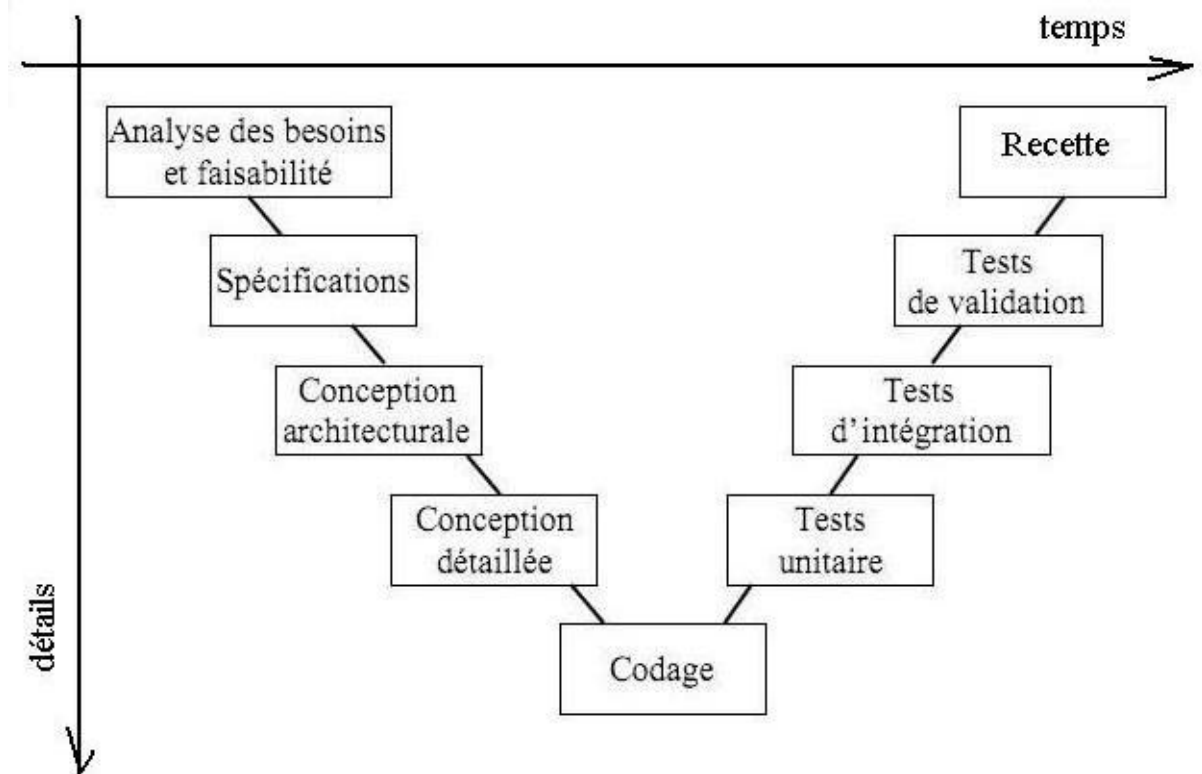 temps
Analyse des besoins
et faisabilité
Recette
Spécifications
Tests
de validation
Conception
architecturale
Tests
d'intégration
Conception
détaillée
Tests
unitaire
Codage
détails